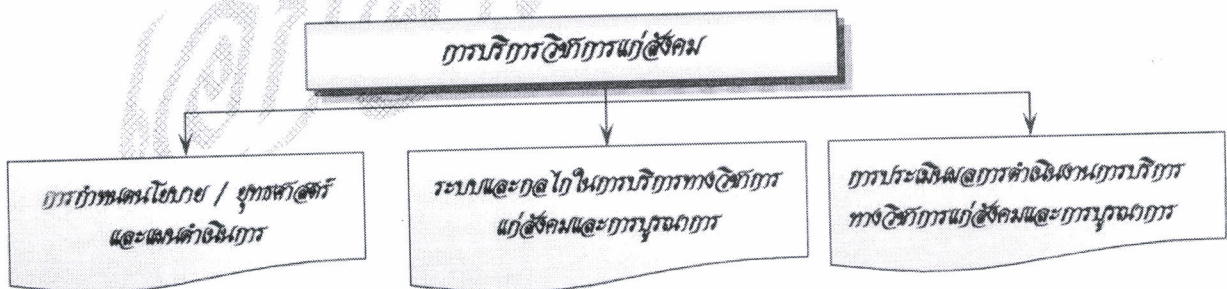 การบริการวิชาการแก่สังคม
การกำหนดนโยบาย / ยุทธศาสตร์
และแผนดำเนินการ
ระบบและกลไกในการบริการทางวิชาการ
แก่สังคมและการบูรณาการ
การประเมินผลการดำเนินงานการบริการ
ทางวิชาการแก่สังคมและการบูรณาการ